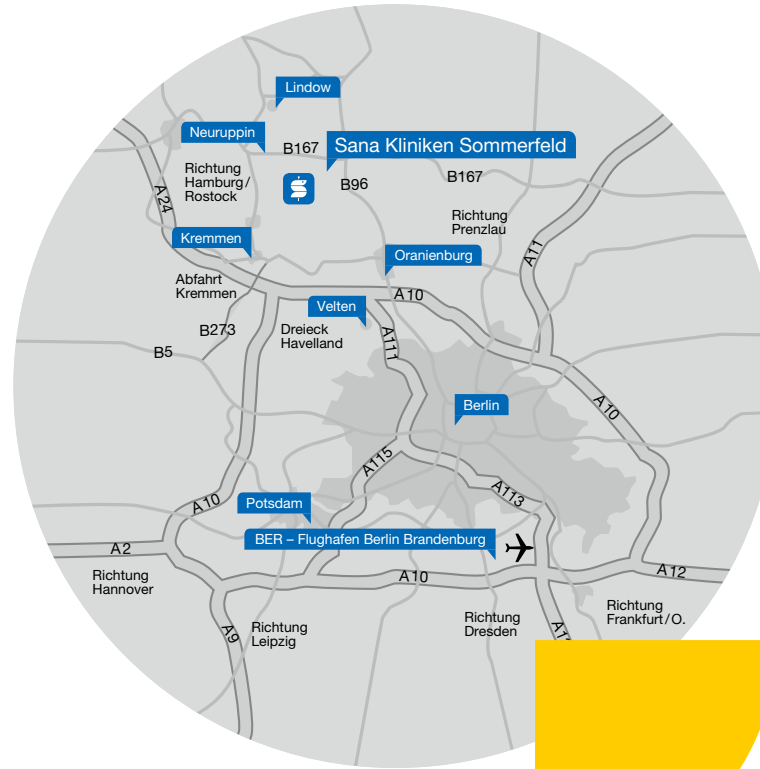 Lindow
Neuruppin
B167
Sana Kliniken Sommerfeld
Richtung
Hamburg/
Rostock
B96
B167
A24
Richtung
Prenzlau
Kremmen
Oranienburg
A11
Abfahrt
Kremmen
Velten
A10
B273
Dreieck
Havelland
A111
B5
Berlin
A10
A115
A113
A10
Potsdam
BER – Flughafen Berlin Brandenburg
A2
A10
A12
Richtung
Hannover
Richtung
Frankfurt/O.
Richtung
Dresden
A9
Richtung
Leipzig